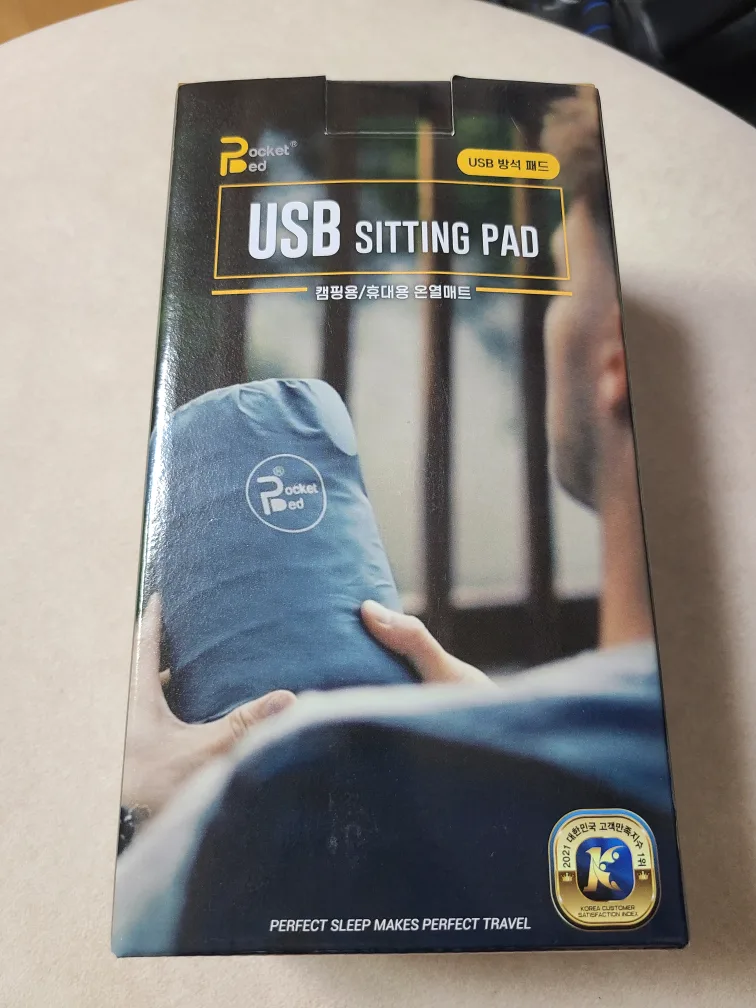 Pocket®
Bed
USB 방석 패드
USB SITTING PAD
캠핑용/휴대용 온열매트
®
Pocket
Bed
2021 대한민국 고객만족지수 1위
K
KOREA CUSTOMER
SATISFACTION INDEX
PERFECT SLEEP MAKES PERFECT TRAVEL